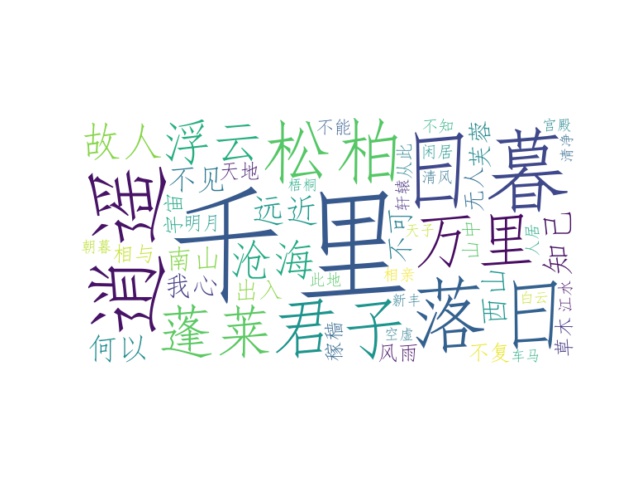 故人
浮云
松柏
不能
日暮
不知
闲居
清风
从此
轩辕
无人
芙蓉
宫殿
清净
逍遥
不见
天地
梧桐
宇宙
明月
千里
远近
不可
万里
天子
山中
人居
知己
朝暮
相与
南山
沧海
我心
出入
此地
相亲
新丰
西山
白云
江水
草木
何以
蓬莱
君子
落日
稼穑
风雨
空虚
不复
车马